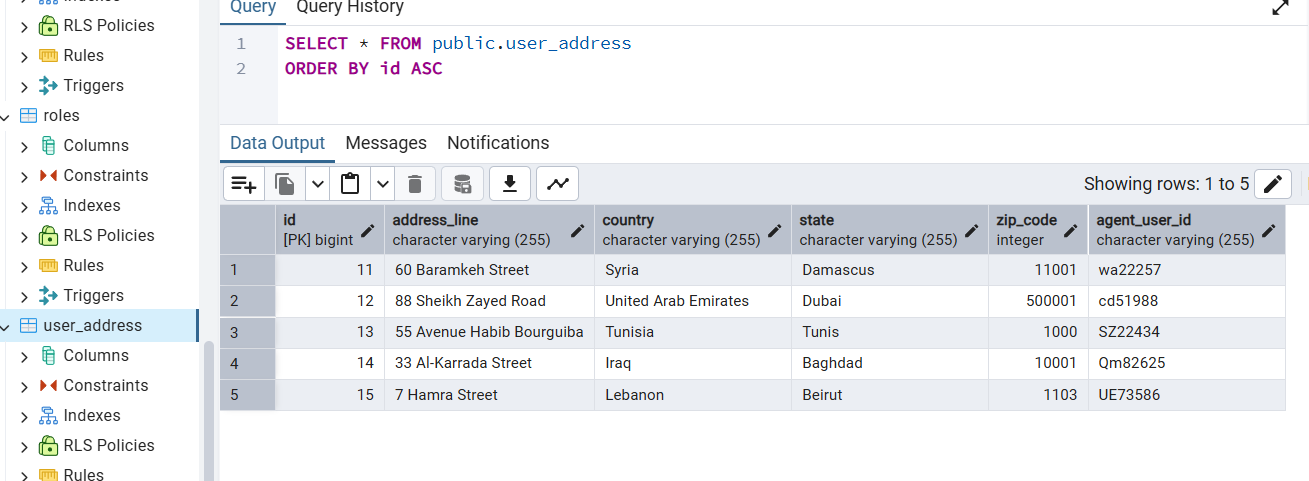 Indexes
RLS Policies
Rules
Triggers
roles
Columns
Constraints
Indexes
RLS Policies
Rules
Triggers
user_address
Columns
Constraints
Indexes
RLS Policies
Rules
Query Query History
1 SELECT * FROM public.user_address
2 ORDER BY id ASC
Data Output Messages Notifications
Showing rows: 1 to 5
id address_line country state zip_code agent_user_id
[PK] bigint character varying (255) character varying (255) character varying (255) integer character varying (255)
1 11 60 Baramkeh Street Syria Damascus 11001 wa22257
2 12 88 Sheikh Zayed Road United Arab Emirates Dubai 500001 cd51988
3 13 55 Avenue Habib Bourguiba Tunisia Tunis 1000 SZ22434
4 14 33 Al-Karrada Street Iraq Baghdad 10001 Qm82625
5 15 7 Hamra Street Lebanon Beirut 1103 UE73586